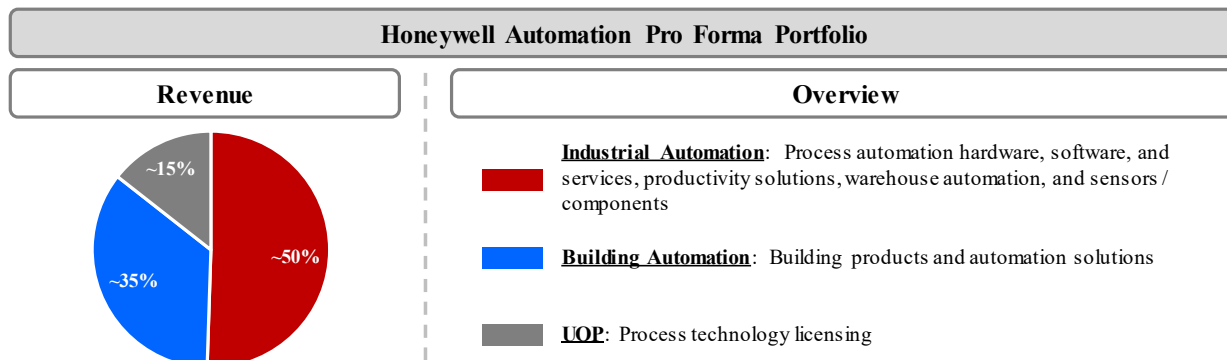 Honeywell Automation Pro Forma Portfolio
Revenue
~15%
~50%
~35%
Overview
Industrial Automation: Process automation hardware, software, and
services, productivity solutions, warehouse automation, and sensors /
components
Building Automation: Building products and automation solutions
UOP: Process technology licensing